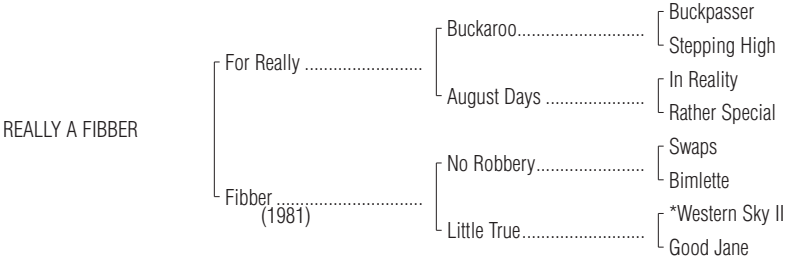 Buckpasser
Buckaroo...........................
Stepping High
For Really .........................
In Reality
August Days .....................
Rather Special
REALLY A FIBBER
Swaps
No Robbery.......................
Bimlette
Fibber ...............................
(1981)
*Western Sky II
Little True..........................
Good Jane